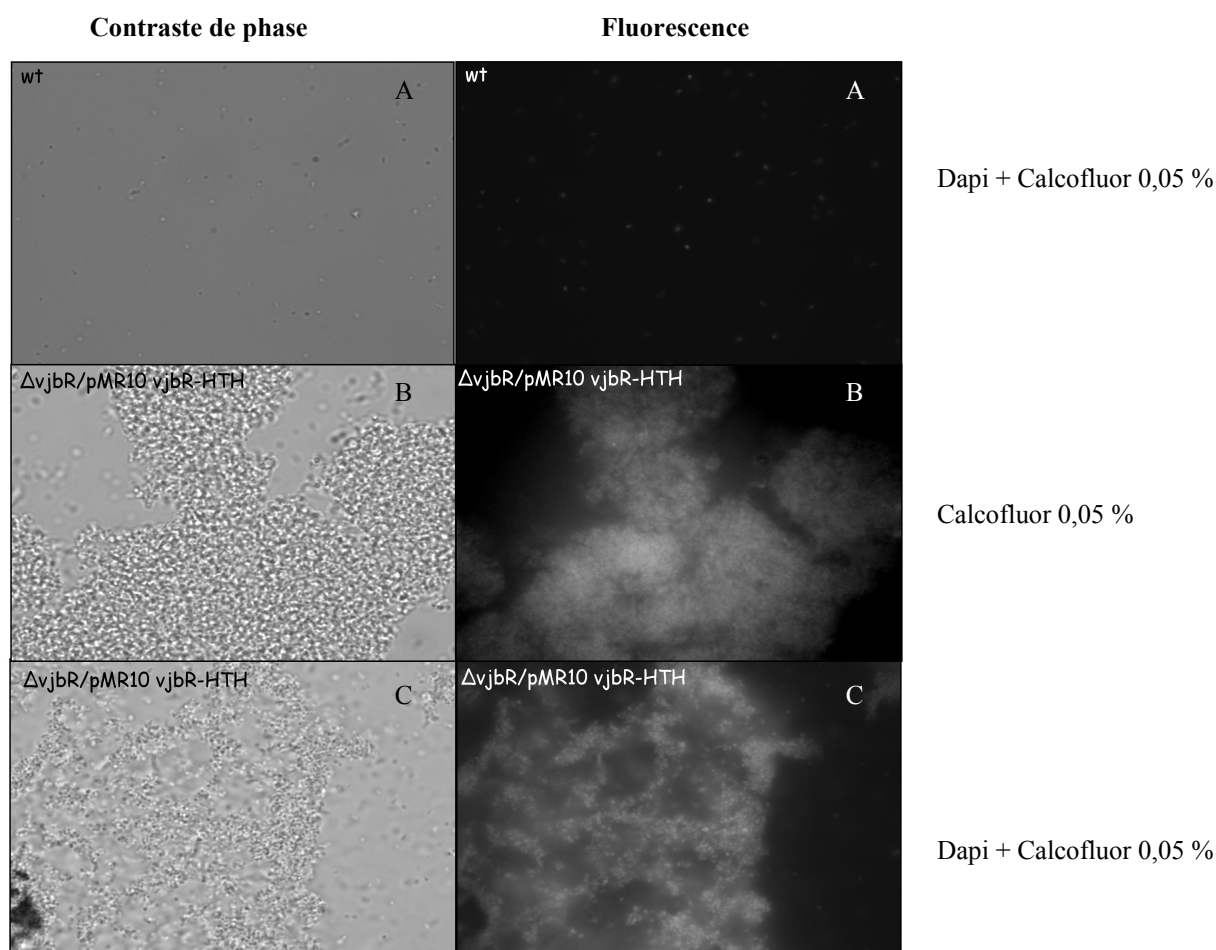 Contraste de phase
Fluorescence
wt
A
wt
A
Dapi + Calcofluor 0,05 %
ΔvjbR/pMR10 vjbR-HTH
B
ΔvjbR/pMR10 vjbR-HTH
B
Calcofluor 0,05 %
ΔvjbR/pMR10 vjbR-HTH
C
ΔvjbR/pMR10 vjbR-HTH
C
Dapi + Calcofluor 0,05 %